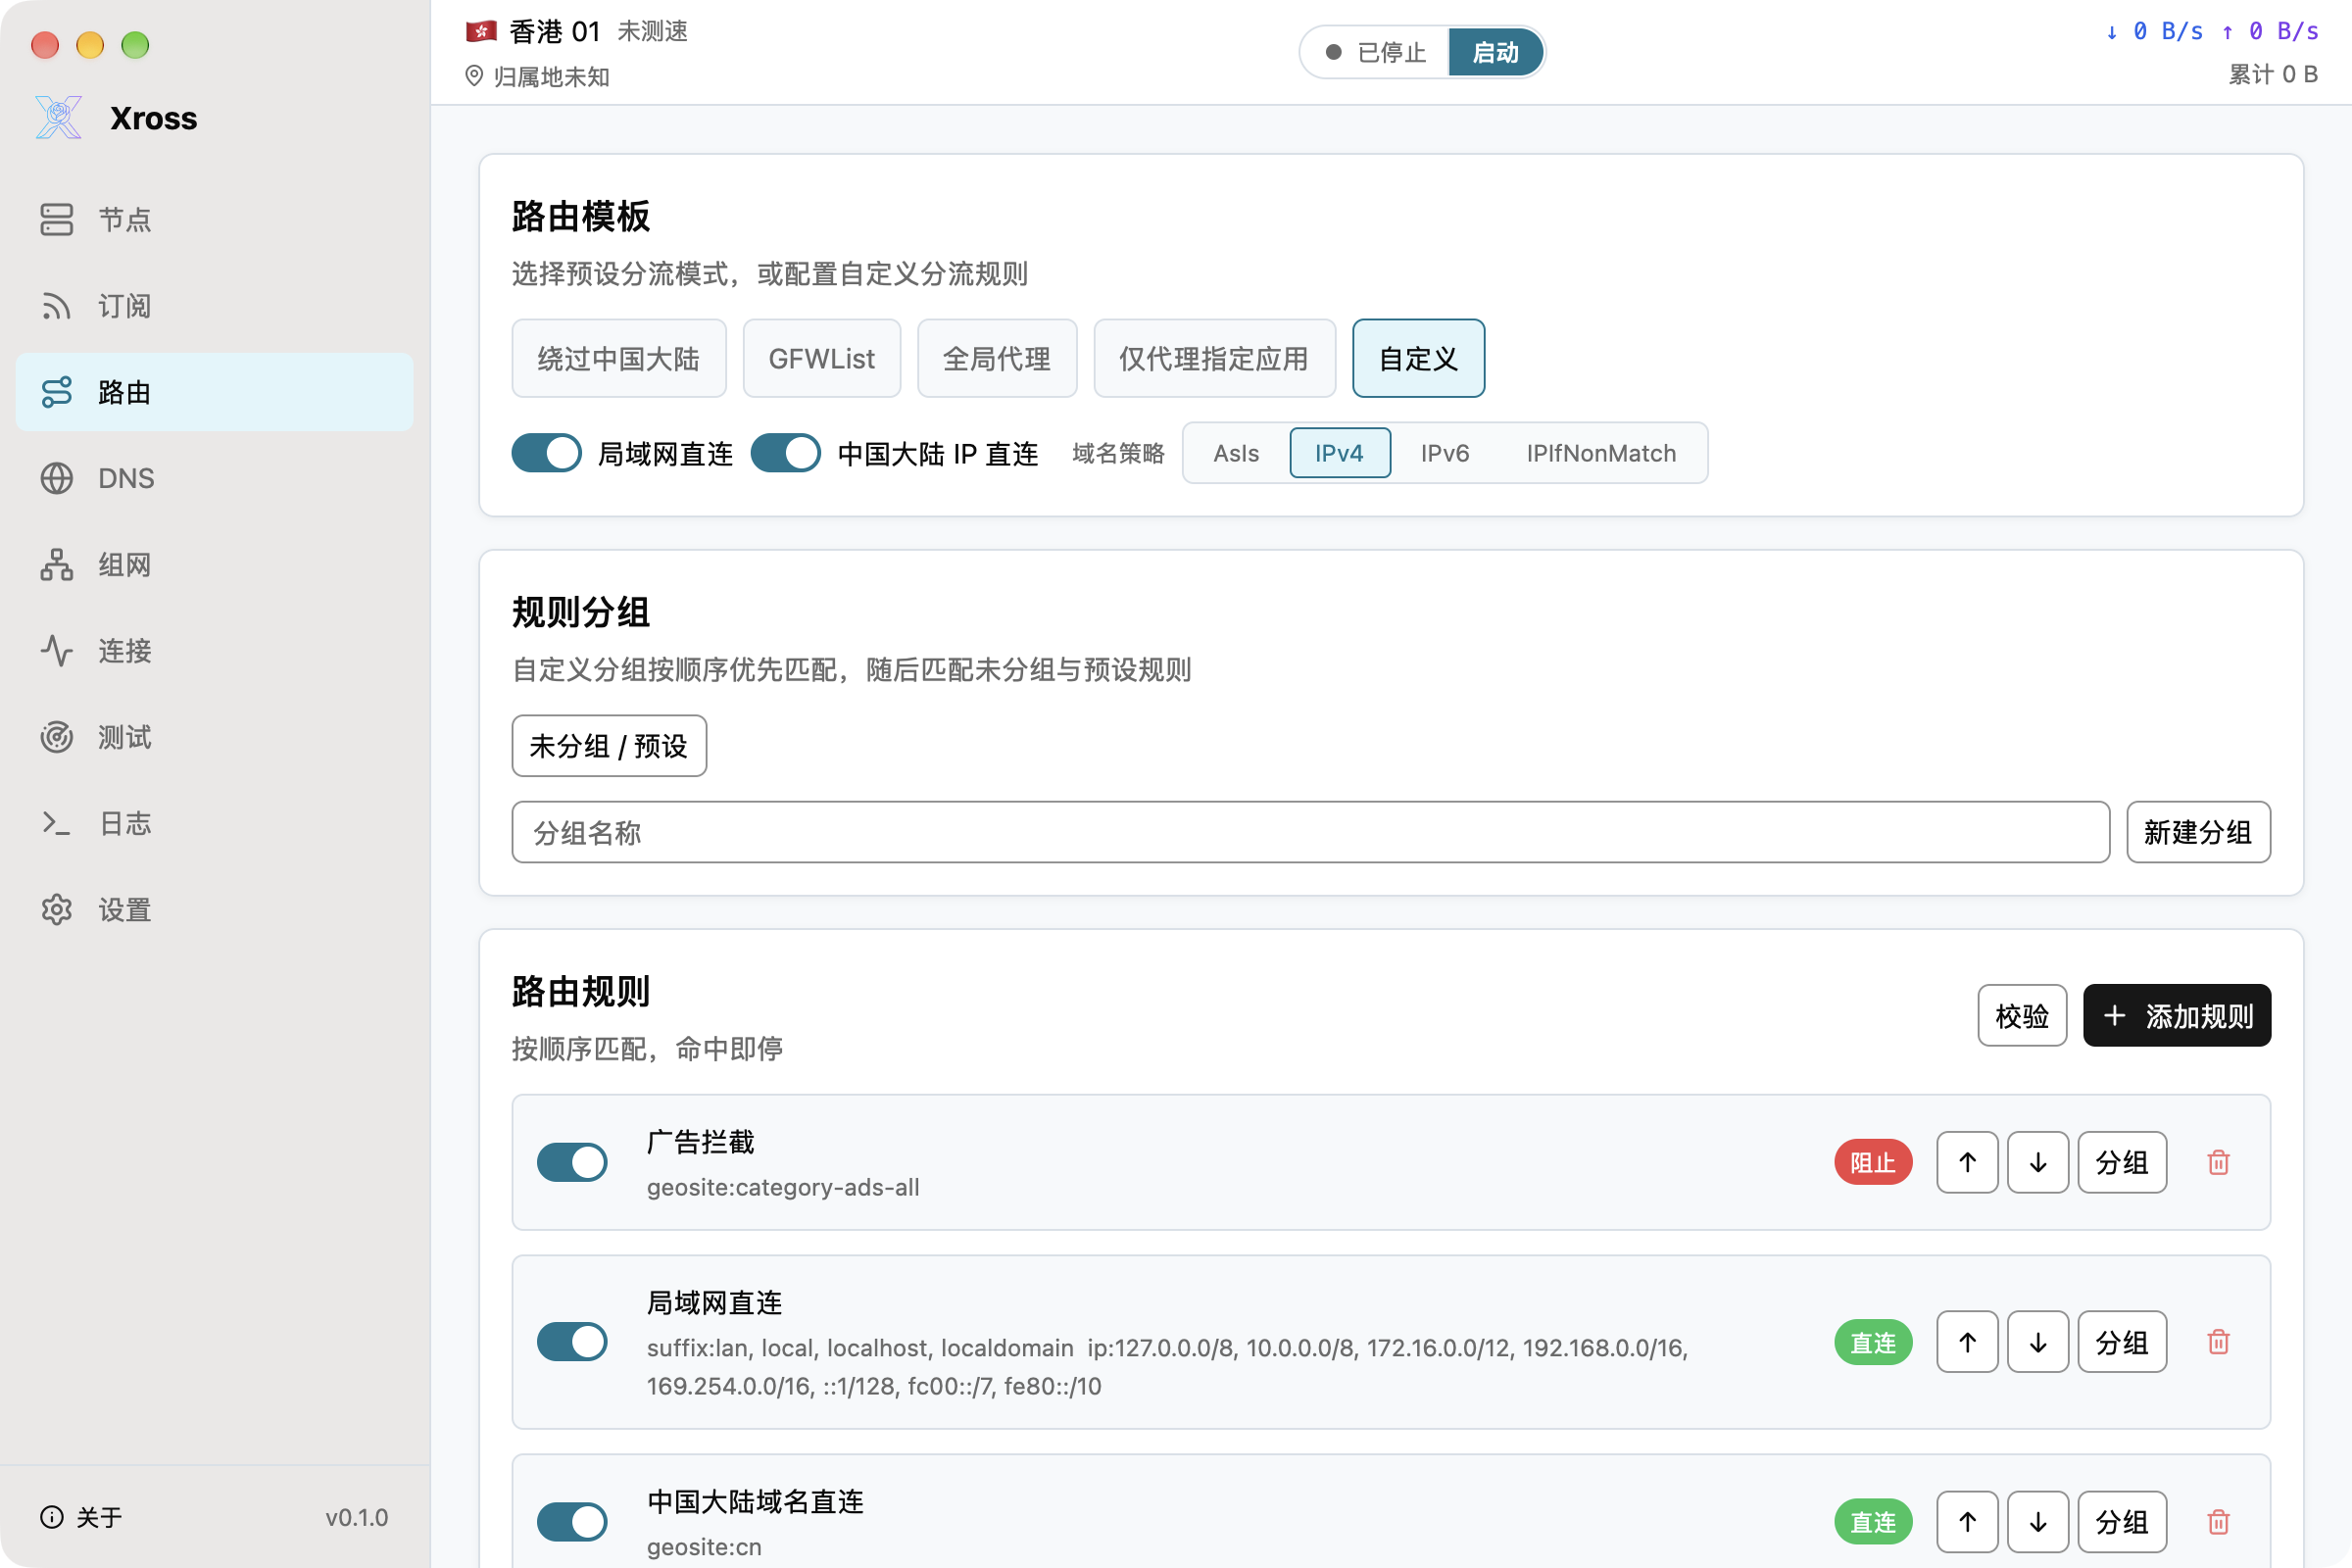 Xross
节点
订阅
路由
DNS
组网
连接
测试
日志
设置
关于 v0.1.0
香港 01 未测速
归属地未知
已停止 启动
↓ 0 B/s ↑ 0 B/s
累计 0 B
路由模板
选择预设分流模式，或配置自定义分流规则
绕过中国大陆 GFWList 全局代理 仅代理指定应用 自定义
局域网直连 中国大陆 IP 直连 域名策略 AsIs IPv4 IPv6 IPIfNonMatch
规则分组
自定义分组按顺序优先匹配，随后匹配未分组与预设规则
未分组 / 预设
分组名称 新建分组
路由规则
按顺序匹配，命中即停
校验 + 添加规则
广告拦截
geosite:category-ads-all
阻止 ↑ ↓ 分组
局域网直连
suffix:lan, local, localhost, localdomain ip:127.0.0.0/8, 10.0.0.0/8, 172.16.0.0/12, 192.168.0.0/16,
169.254.0.0/16, ::1/128, fc00::/7, fe80::/10
直连 ↑ ↓ 分组
中国大陆域名直连
geosite:cn
直连 ↑ ↓ 分组